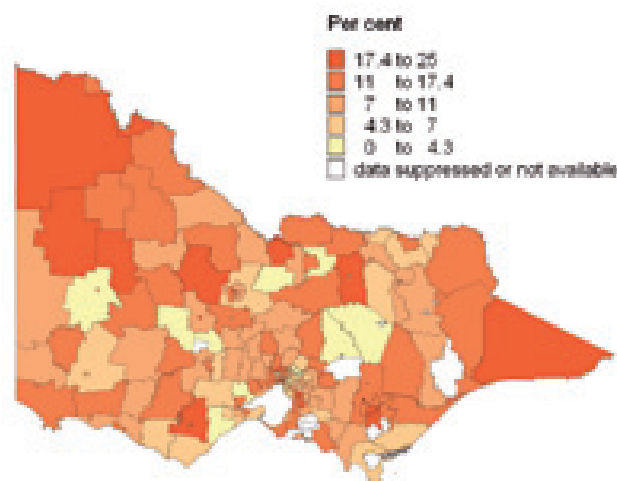 Per cent
17.4 to 25
11 to 17.4
7 to 11
4.3 to 7
0 to 4.3
data suppressed or not available